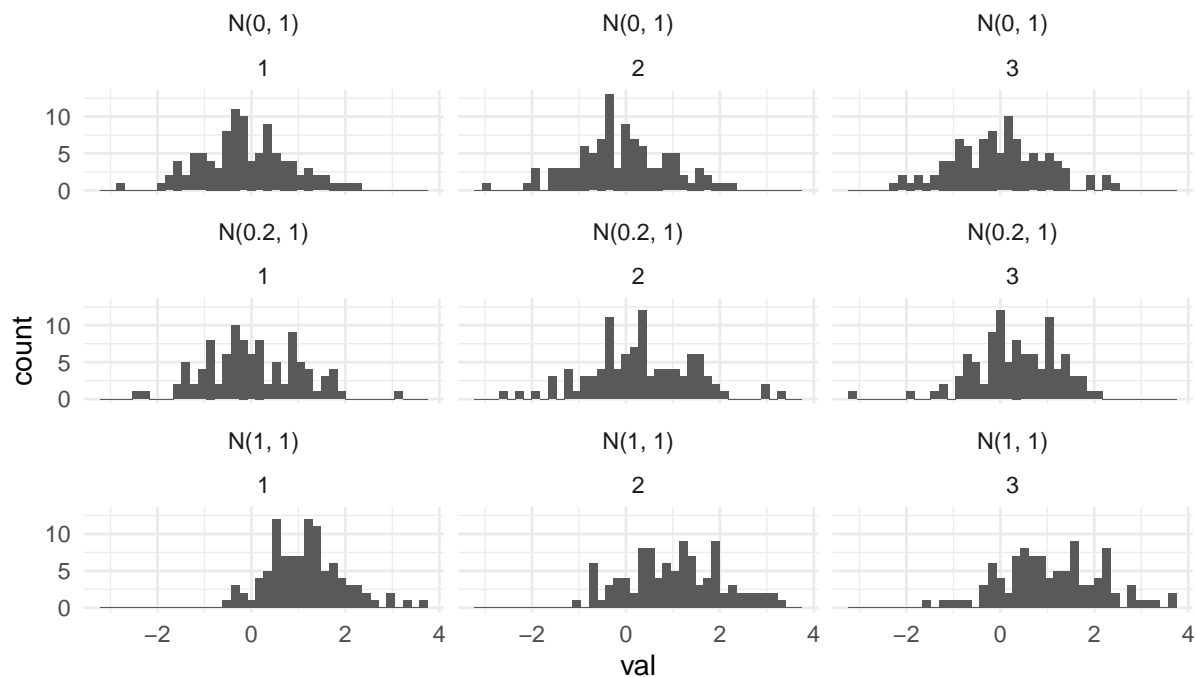 N(0, 1) N(0, 1) N(0, 1)
1 2 3
10
5
0
N(0.2, 1) N(0.2, 1) N(0.2, 1)
1 2 3
10
5
0
count
N(1, 1) N(1, 1) N(1, 1)
1 2 3
10
5
0
−2 0 2 4 −2 0 2 4 −2 0 2 4
val